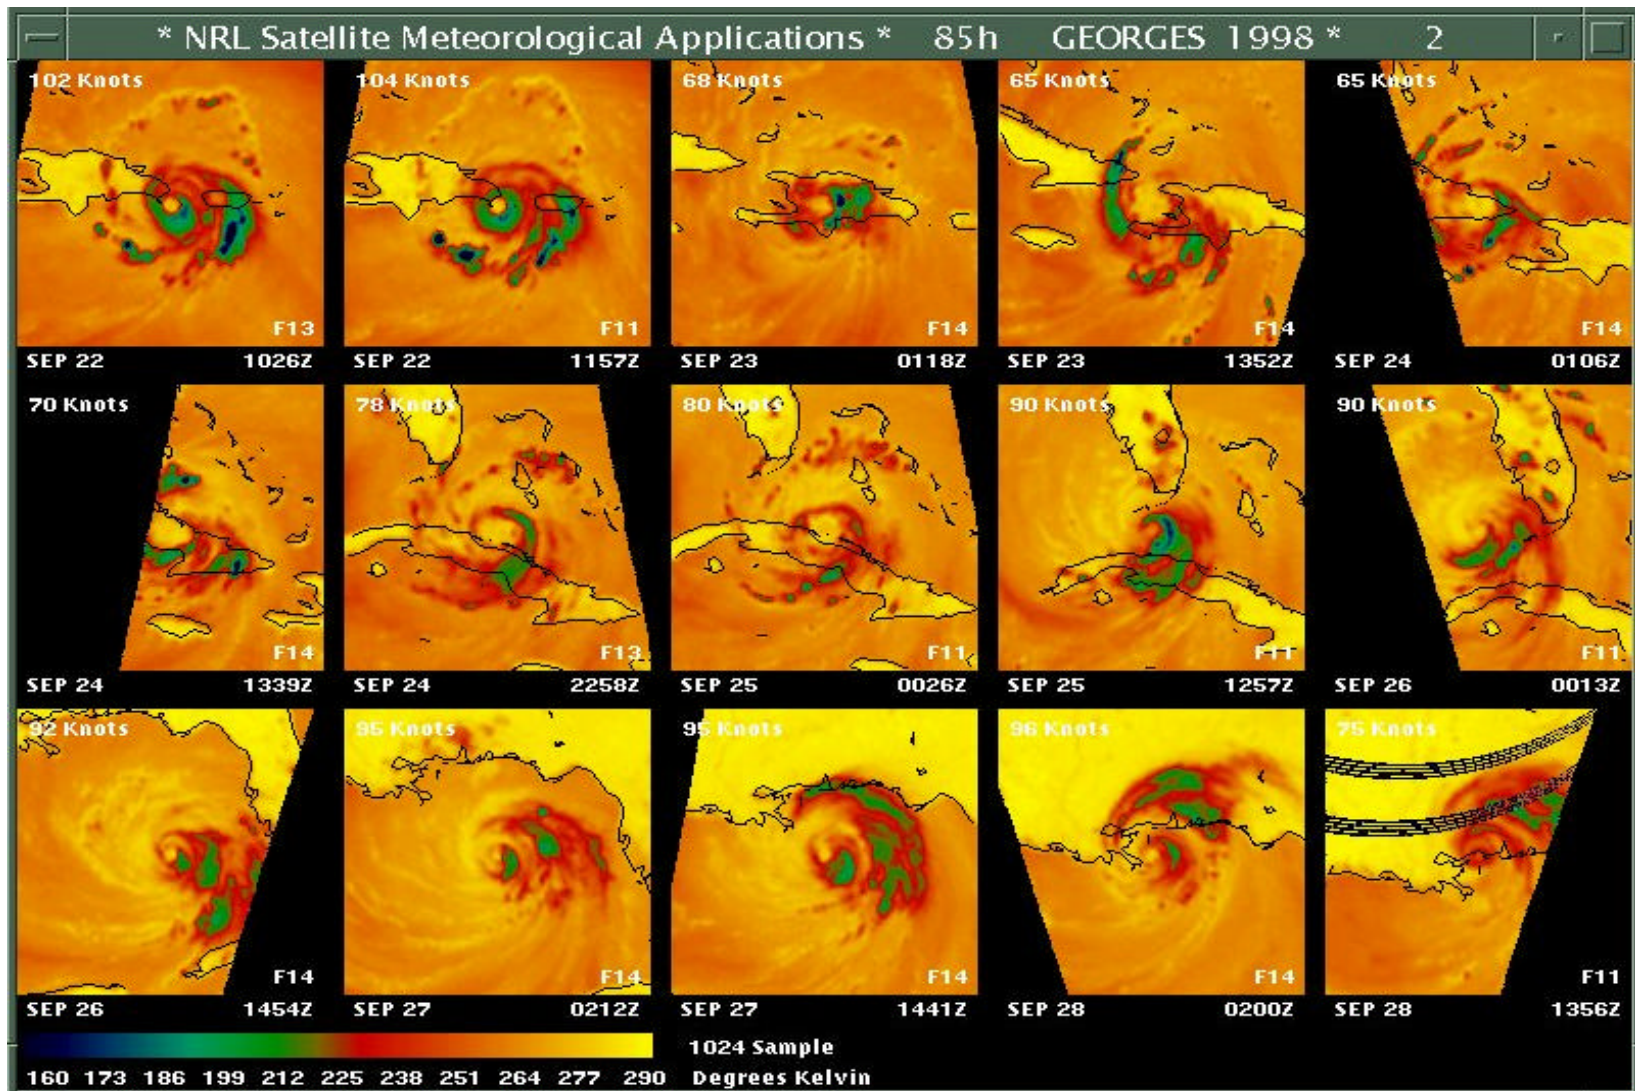 * NRL Satellite Meteorological Applications * 85h GEORGES 1998 * 2
102 Knots
F13
SEP 22 1026Z
104 Knots
F11
SEP 22 1157Z
68 Knots
F14
SEP 23 0118Z
65 Knots
F14
SEP 23 1352Z
65 Knots
F14
SEP 24 0106Z
70 Knots
F14
SEP 24 1339Z
78 Knots
F13
SEP 24 2258Z
80 Knots
F11
SEP 25 0026Z
90 Knots
F11
SEP 25 1257Z
90 Knots
F11
SEP 26 0013Z
92 Knots
F14
SEP 26 1454Z
95 Knots
F14
SEP 27 0212Z
95 Knots
F14
SEP 27 1441Z
96 Knots
F14
SEP 28 0200Z
75 Knots
F11
SEP 28 1356Z
1024 Sample
160 173 186 199 212 225 238 251 264 277 290 Degrees Kelvin